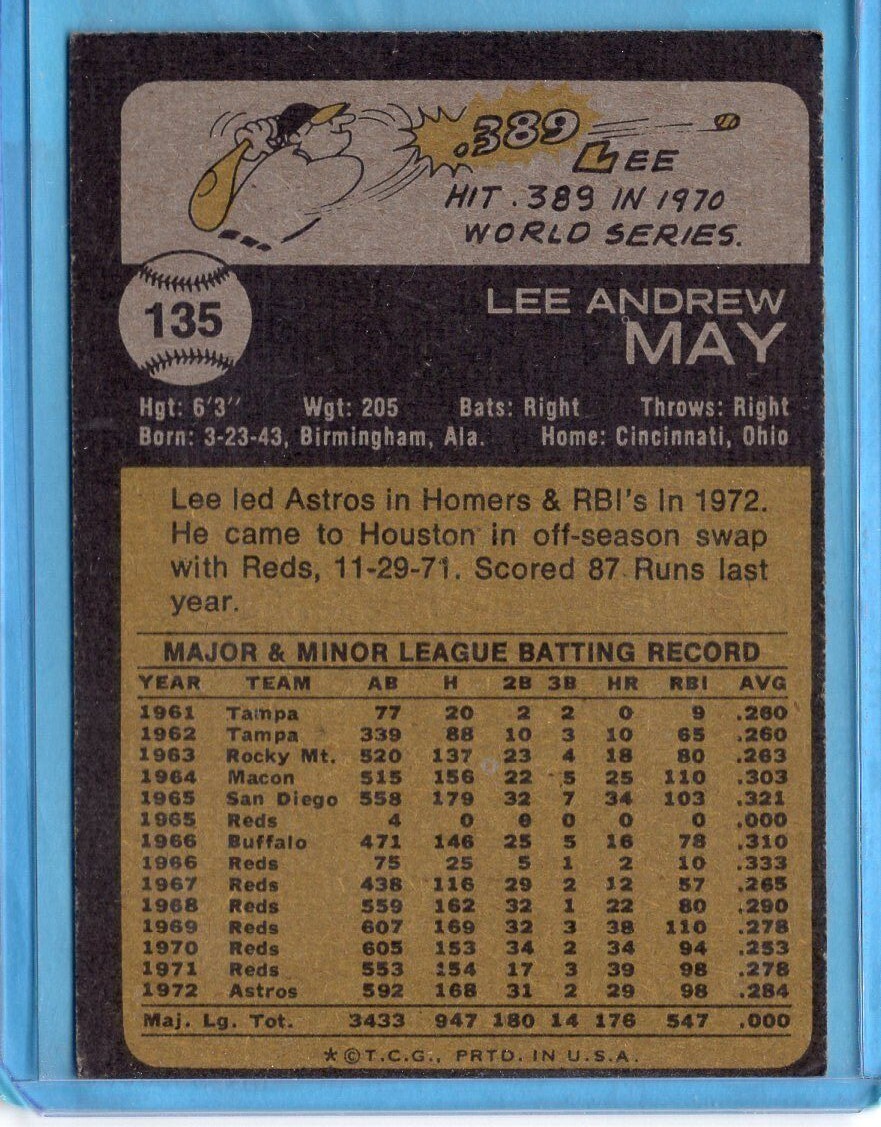 .389
LEE
HIT .389 IN 1970
WORLD SERIES.
135
LEE ANDREW
MAY
Hgt: 6'3" Wgt: 205 Bats: Right Throws: Right
Born: 3-23-43, Birmingham, Ala. Home: Cincinnati, Ohio
Lee led Astros in Homers & RBI's in 1972.
He came to Houston in off-season swap
with Reds, 11-29-71. Scored 87 Runs last
year.
MAJOR & MINOR LEAGUE BATTING RECORD
YEAR TEAM AB H 2B 3B HR RBI AVG
1961 Tampa 77 20 2 2 0 9 .260
1962 Tampa 339 88 10 3 10 65 .260
1963 Rocky Mt. 520 137 23 4 18 80 .263
1964 Macon 515 156 22 5 25 110 .303
1965 San Diego 558 179 32 7 34 103 .321
1965 Reds 4 0 0 0 0 0 .000
1966 Buffalo 471 146 25 5 16 78 .310
1966 Reds 75 25 5 1 2 10 .333
1967 Reds 438 116 29 2 12 57 .265
1968 Reds 559 162 32 1 22 80 .290
1969 Reds 607 169 32 3 38 110 .278
1970 Reds 605 153 34 2 34 94 .253
1971 Reds 553 154 17 3 39 98 .278
1972 Astros 592 168 31 2 29 98 .284
Maj. Lg. Tot. 3433 947 180 14 176 547 .000
*©T.C.G., PRTD. IN U.S.A.